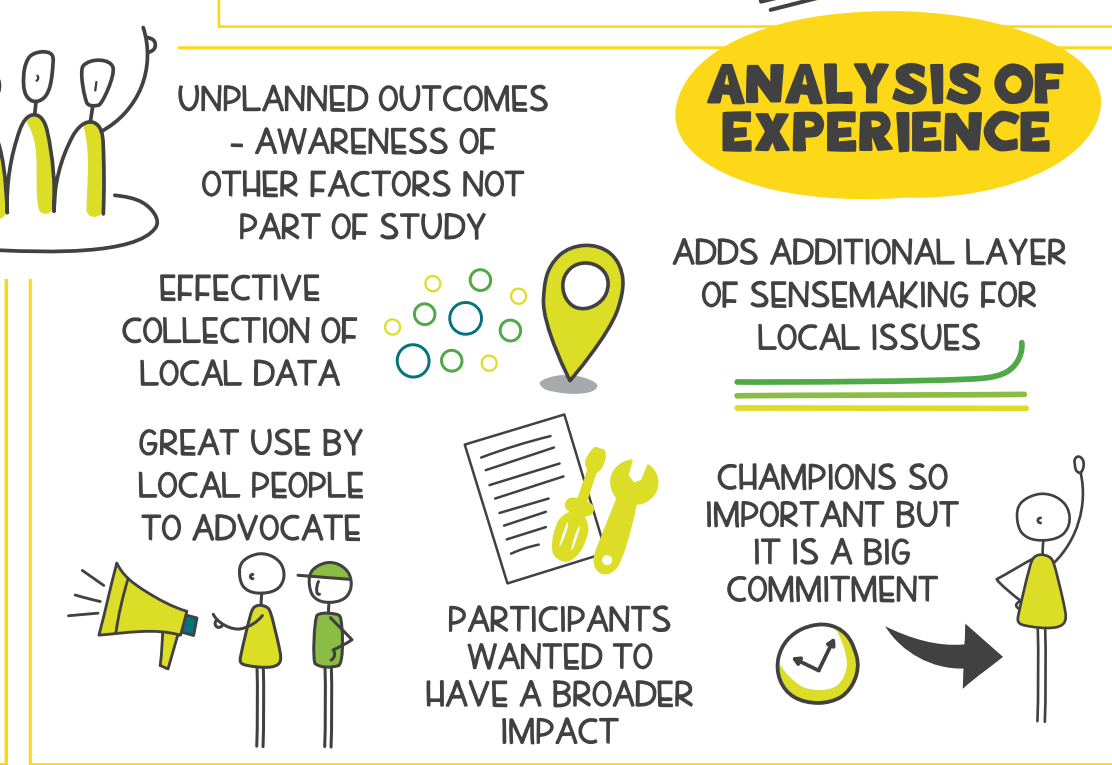 ANALYSIS OF
EXPERIENCE
UNPLANNED OUTCOMES
- AWARENESS OF
OTHER FACTORS NOT
PART OF STUDY
EFFECTIVE
COLLECTION OF
LOCAL DATA
ADDS ADDITIONAL LAYER
OF SENSEMAKING FOR
LOCAL ISSUES
GREAT USE BY
LOCAL PEOPLE
TO ADVOCATE
PARTICIPANTS
WANTED TO
HAVE A BROADER
IMPACT
CHAMPIONS SO
IMPORTANT BUT
IT IS A BIG
COMMITMENT